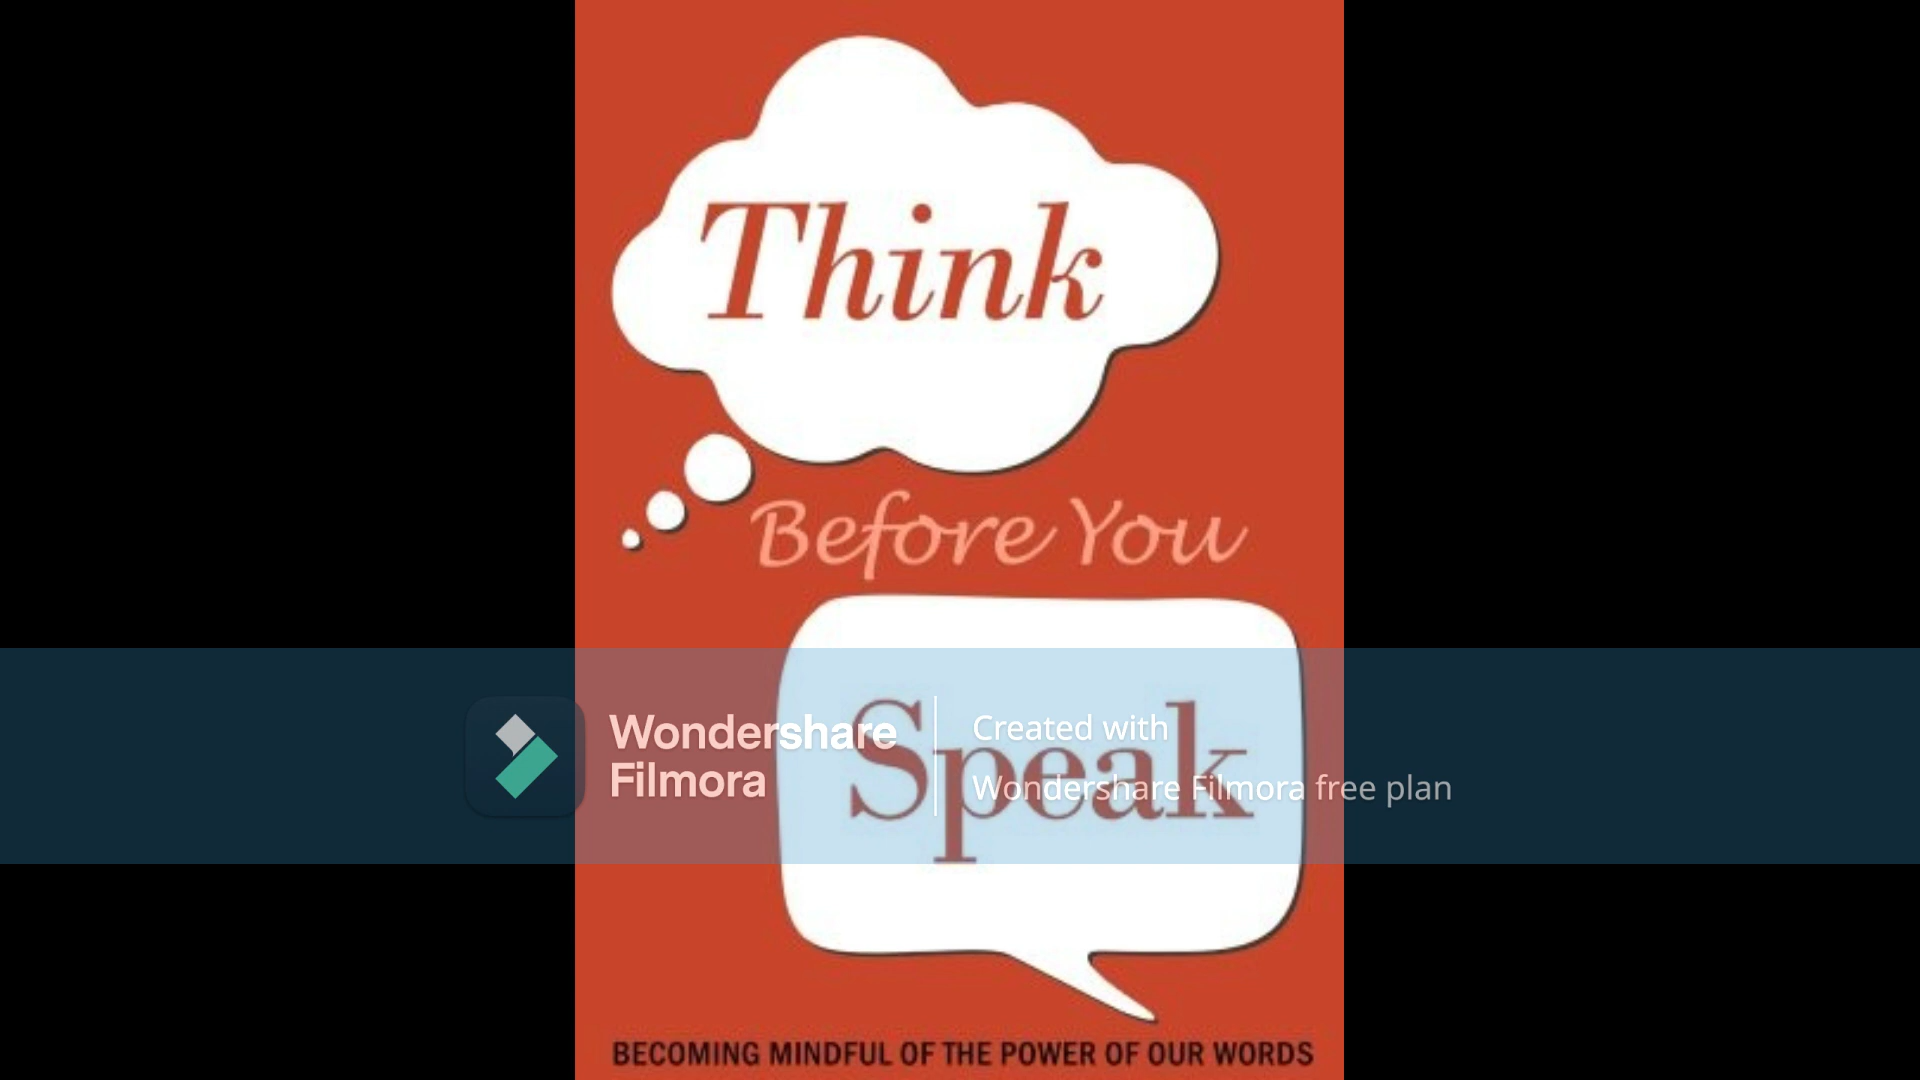 Think
Before You
Speak
Wondershare
Filmora
Created with
Wondershare Filmora free plan
BECOMING MINDFUL OF THE POWER OF OUR WORDS